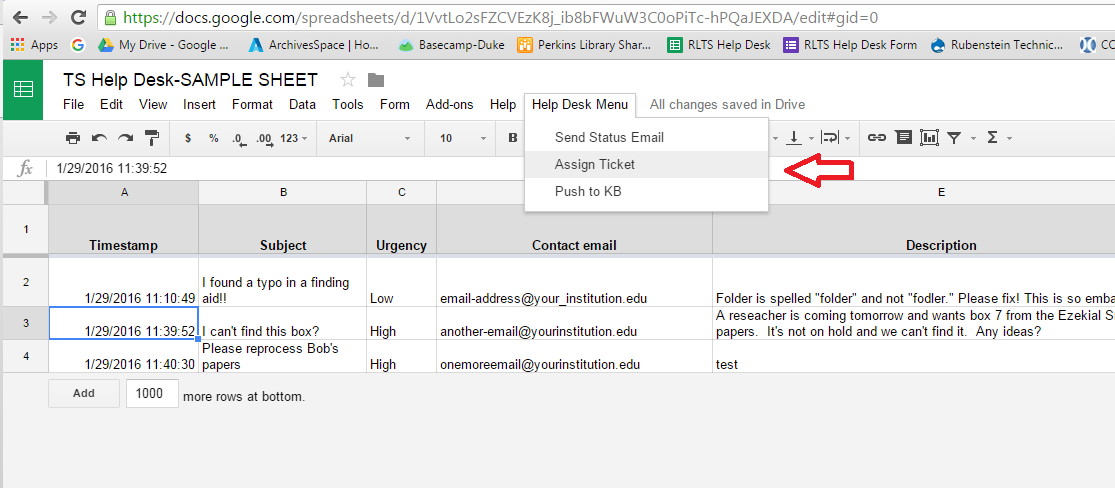 https://docs.google.com/spreadsheets/d/1VvtLo2sFZCVEzK8j_ib8bFWuW3C0oPiTc-hPQaJEXDA/edit#gid=0
Apps G My Drive - Google ... ArchivesSpace | Ho... Basecamp-Duke Perkins Library Shar... RLTS Help Desk RLTS Help Desk Form Rubenstein Technic... CO
TS Help Desk-SAMPLE SHEET
File Edit View Insert Format Data Tools Form Add-ons Help Help Desk Menu All changes saved in Drive
$ % .0 .00 123 Arial 10 B Σ
Send Status Email
Assign Ticket
Push to KB
fx 1/29/2016 11:39:52
A B C E
1 Timestamp Subject Urgency Contact email Description
2 1/29/2016 11:10:49 I found a typo in a finding aid!! Low email-address@your_institution.edu Folder is spelled "folder" and not "fodler." Please fix! This is so emba
3 1/29/2016 11:39:52 I can't find this box? High another-email@yourinstitution.edu A reseacher is coming tomorrow and wants box 7 from the Ezekial S
papers. It's not on hold and we can't find it. Any ideas?
4 1/29/2016 11:40:30 Please reprocess Bob's papers High onemoreemail@yourinstitution.edu test
Add 1000 more rows at bottom.